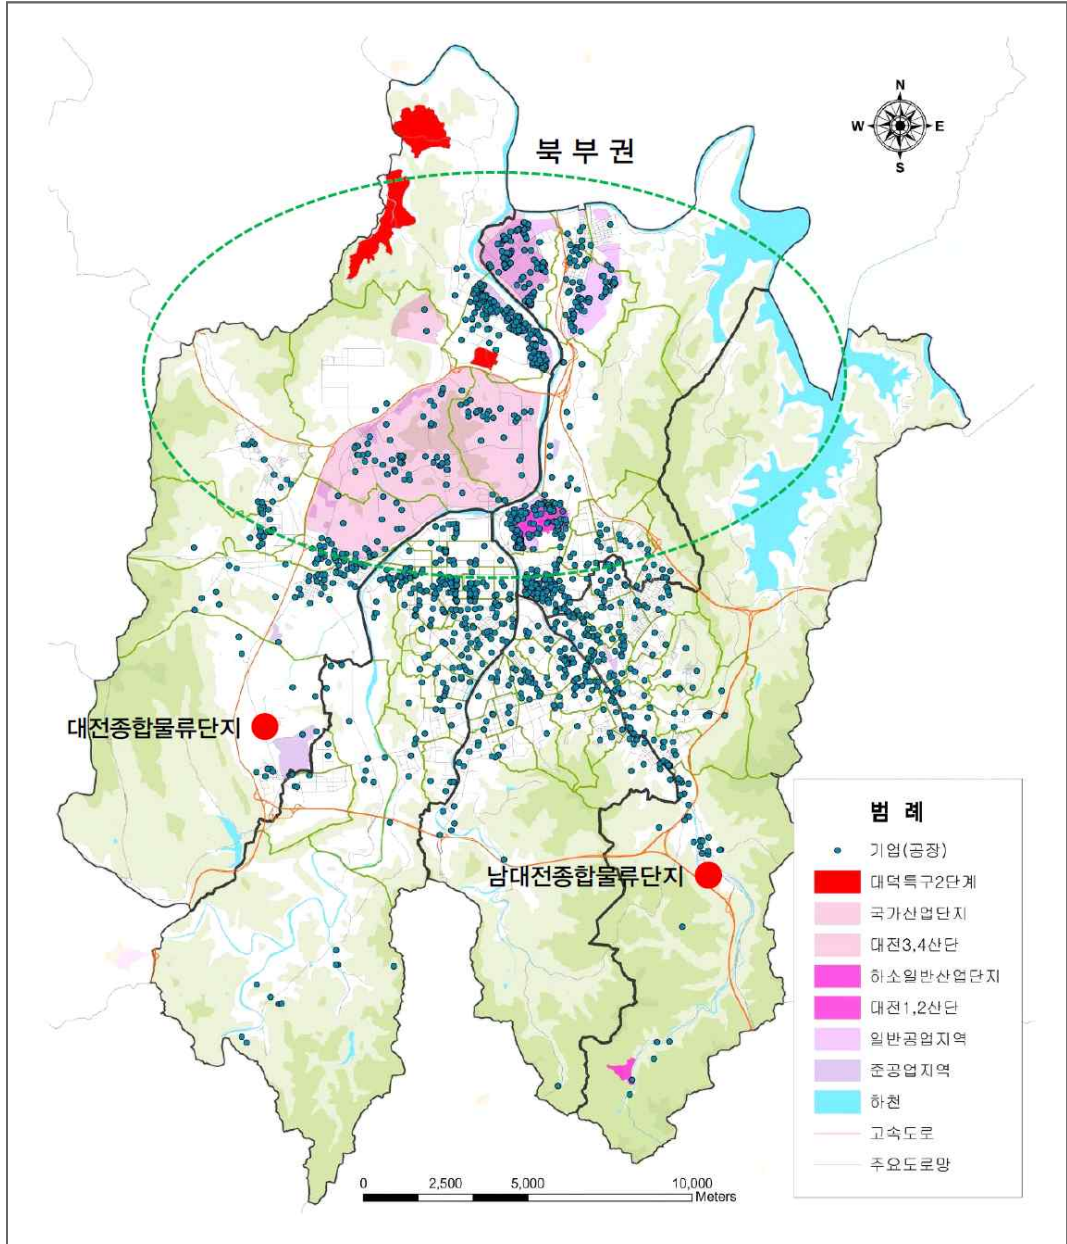 N
W E
S
북 부 권
대전종합물류단지
남대전종합물류단지
범 례
기업(공장)
대덕특구2단계
국가산업단지
대전3,4산단
하소일반산업단지
대전1,2산단
일반공업지역
준공업지역
하천
고속도로
주요도로망
0 2,500 5,000 10,000
Meters